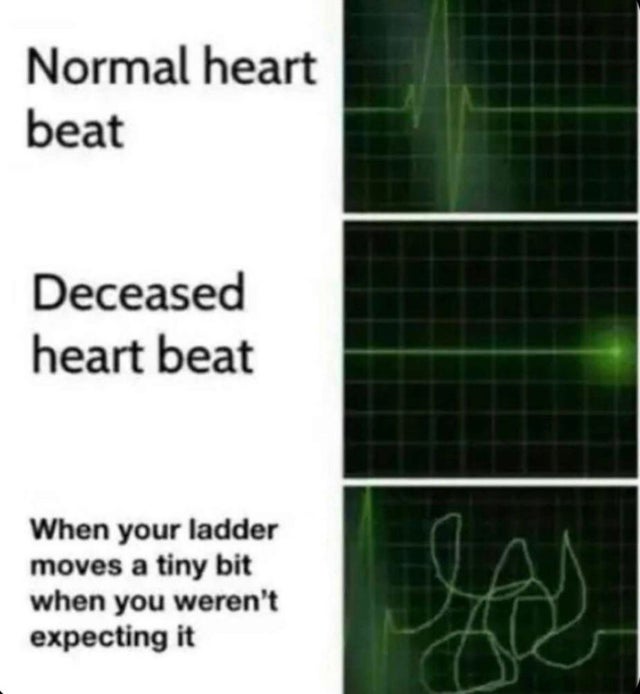 Normal heart
beat
Deceased
heart beat
When your ladder
moves a tiny bit
when you weren't
expecting it